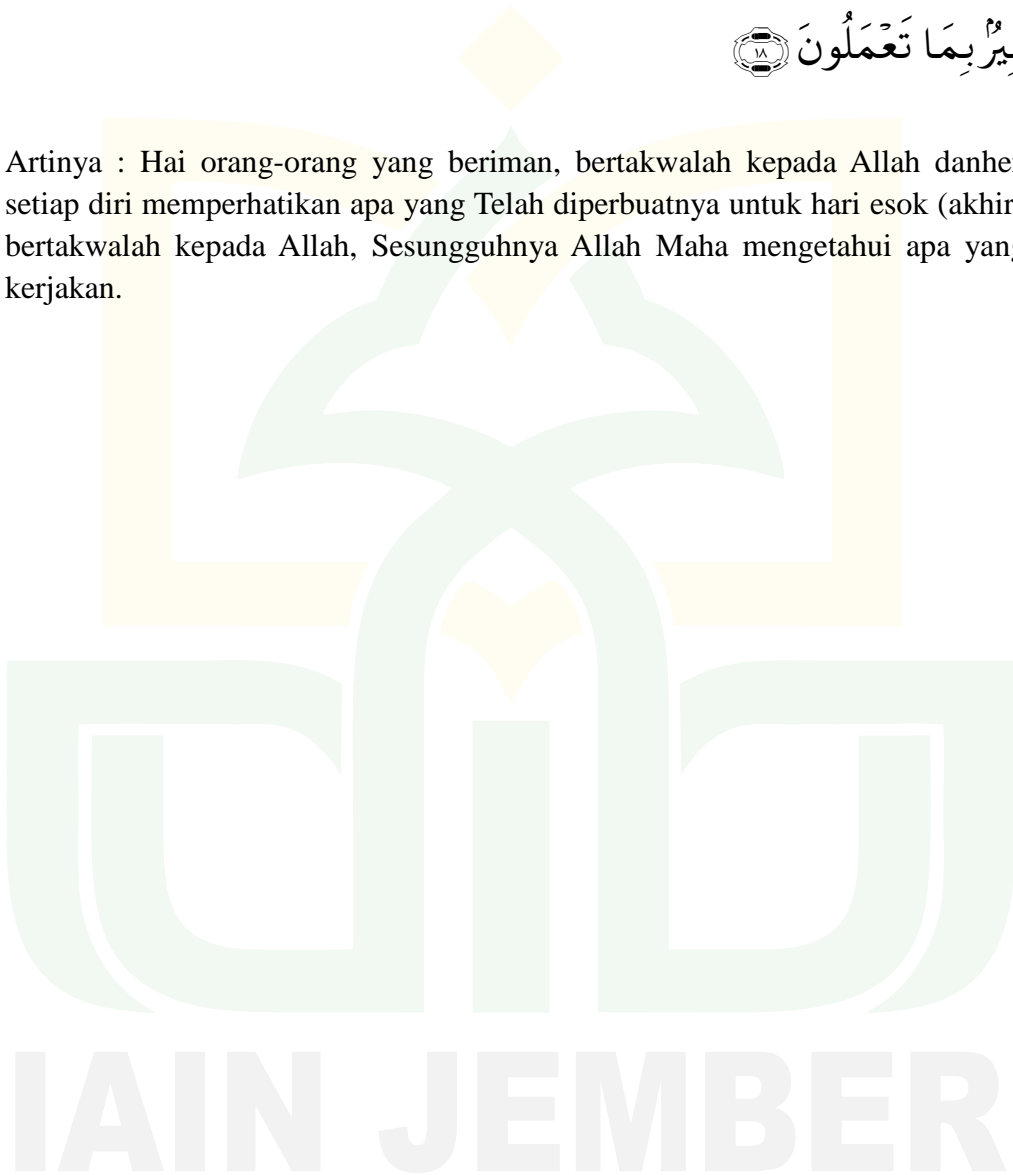 بِمَا تَعْمَلُونَ ۝١٨
Artinya : Hai orang-orang yang beriman, bertakwalah kepada Allah danhe
setiap diri memperhatikan apa yang Telah diperbuatnya untuk hari esok (akhir
bertakwalah kepada Allah, Sesungguhnya Allah Maha mengetahui apa yang
kerjakan.
IAIN JEMBER